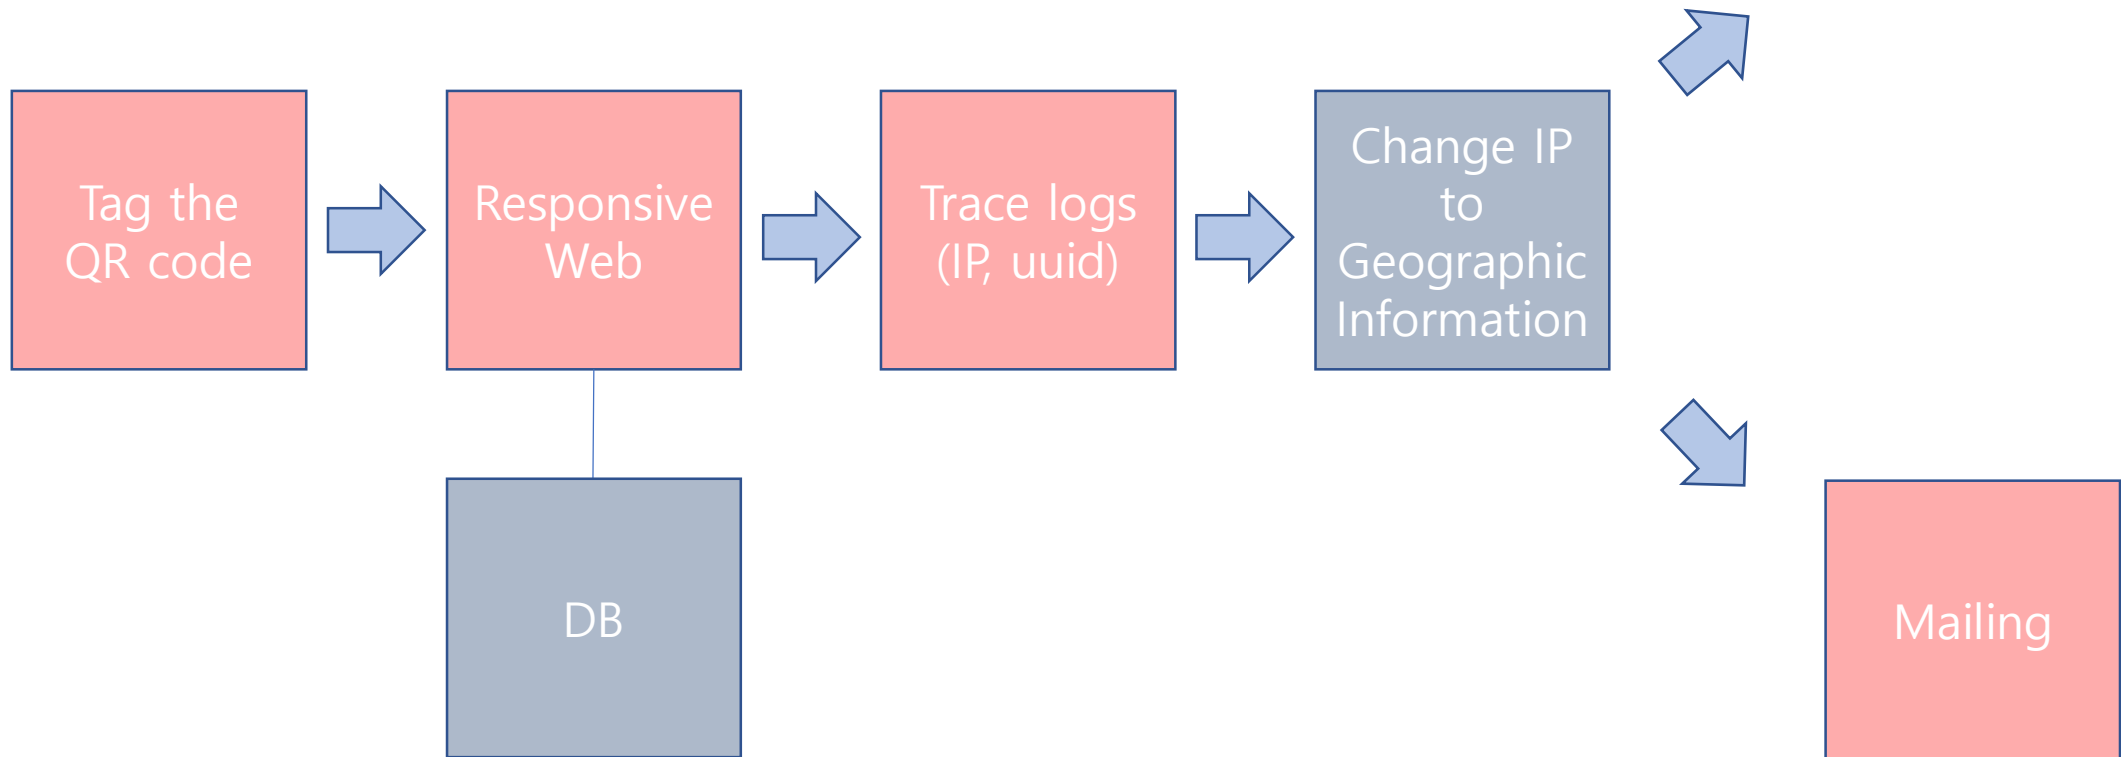 Tag the
QR code
Responsive
Web
Trace logs
(IP, uuid)
Change IP
to
Geographic
Information
DB
Mailing